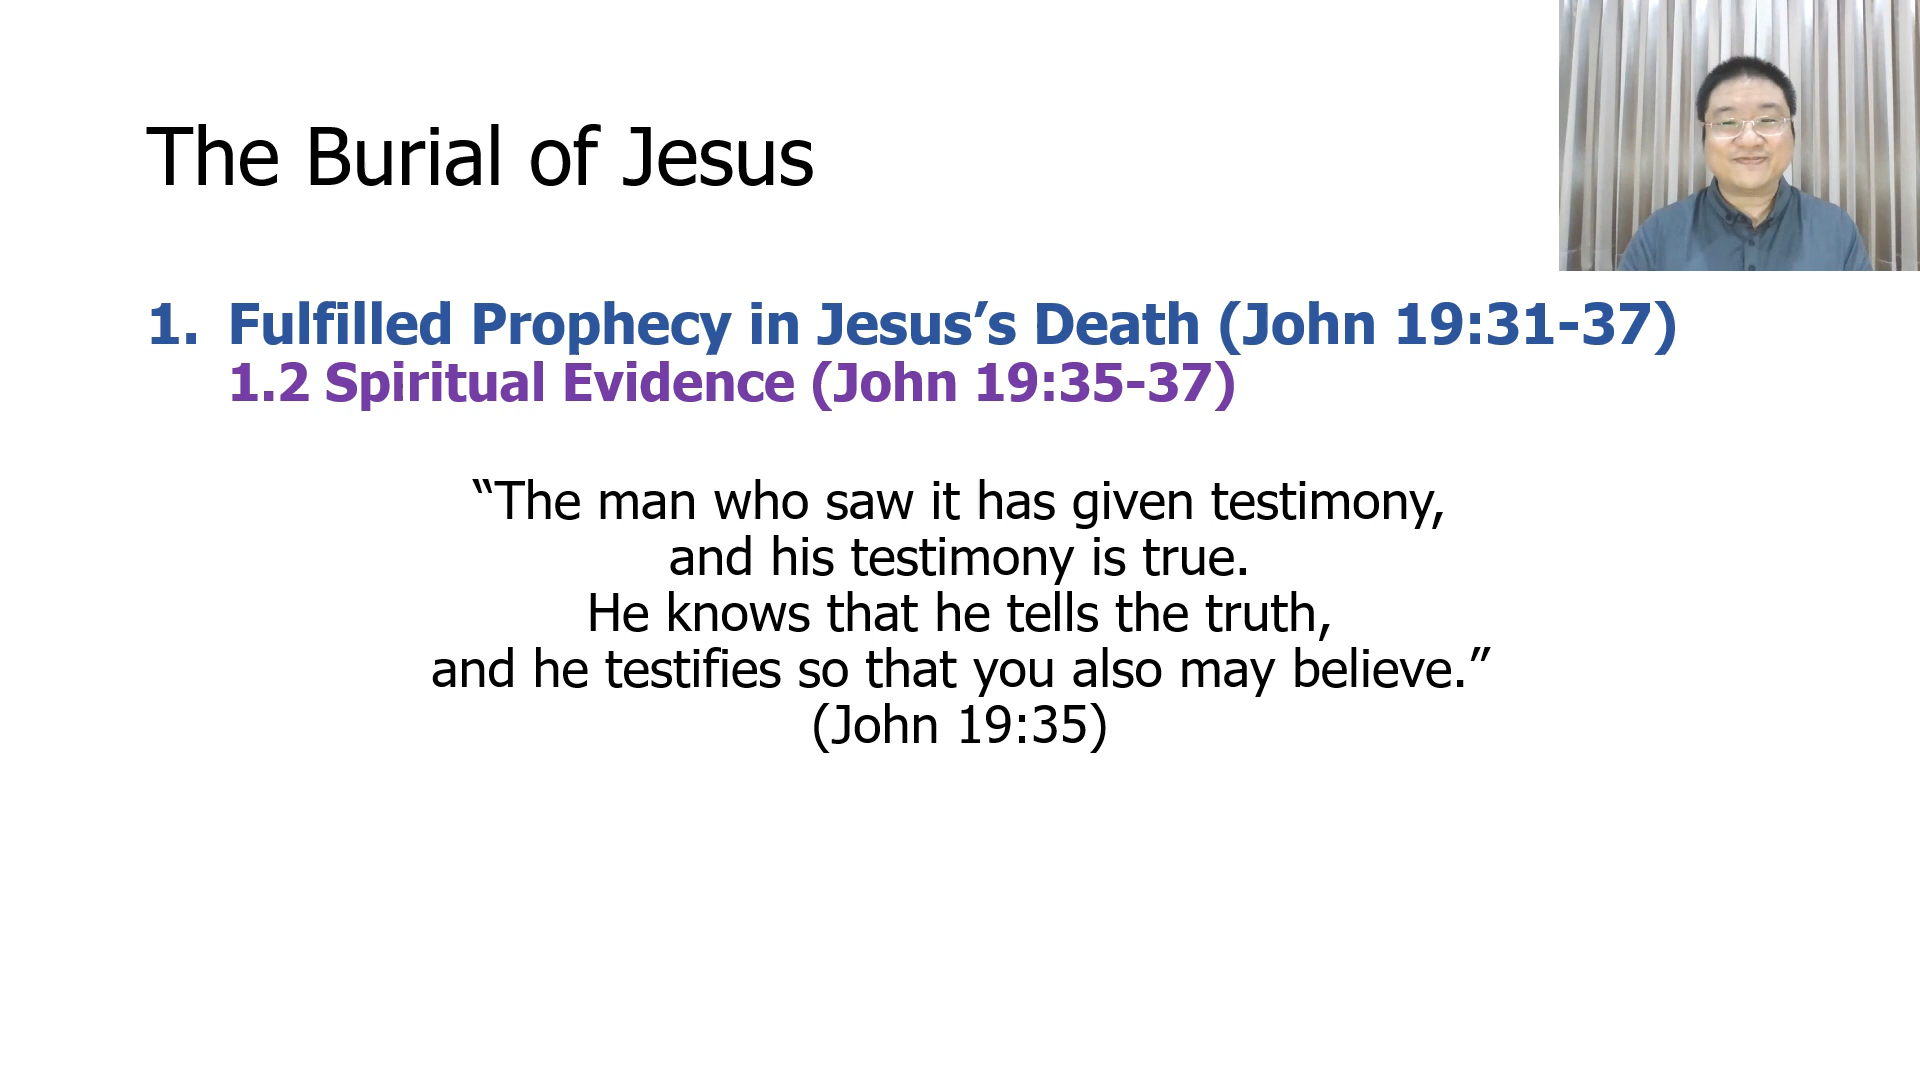 The Burial of Jesus
1. Fulfilled Prophecy in Jesus’s Death (John 19:31-37)
1.2 Spiritual Evidence (John 19:35-37)
“The man who saw it has given testimony,
and his testimony is true.
He knows that he tells the truth,
and he testifies so that you also may believe.”
(John 19:35)